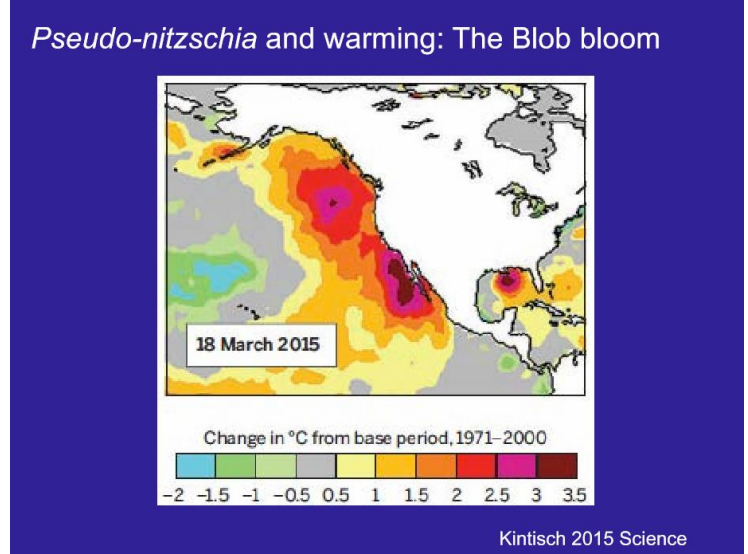 Pseudo-nitzschia and warming: The Blob bloom
18 March 2015
Change in °C from base period, 1971–2000
−2 −1.5 −1 −0.5 0.5 1 1.5 2 2.5 3 3.5
Kintisch 2015 Science